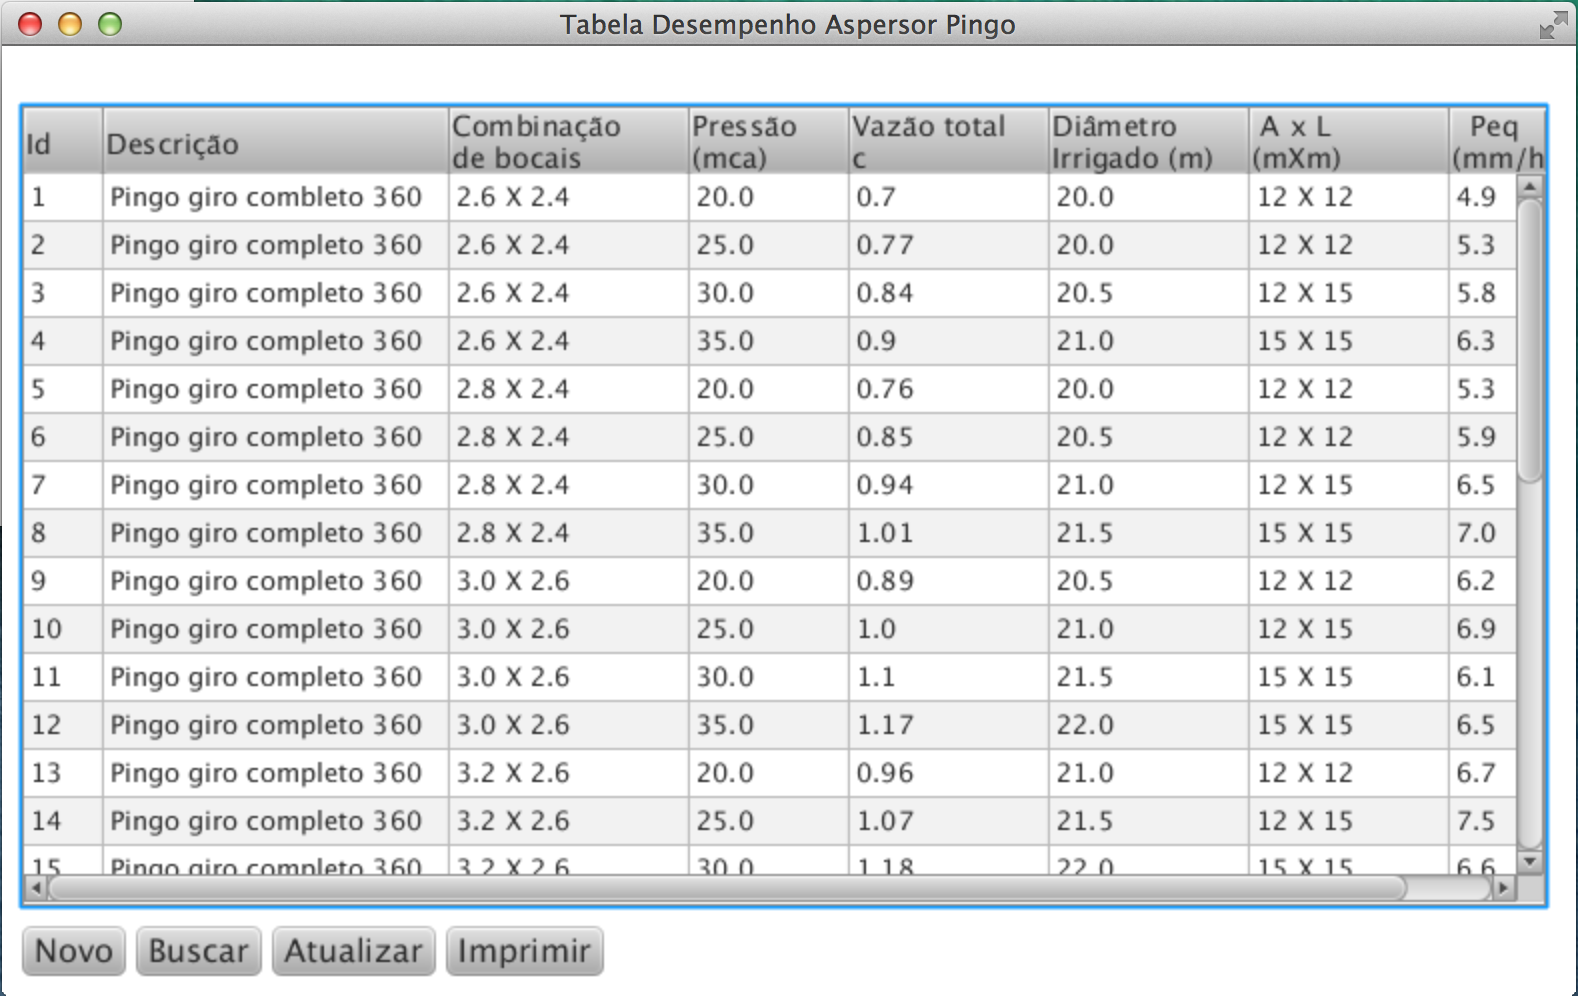 Tabela Desempenho Aspersor Pingo
Id Descrição Combinação de bocais Pressão (mca) Vazão total c Diâmetro Irrigado (m) A x L (mXm) Peq (mm/h
1 Pingo giro combleto 360 2.6 X 2.4 20.0 0.7 20.0 12 X 12 4.9
2 Pingo giro completo 360 2.6 X 2.4 25.0 0.77 20.0 12 X 12 5.3
3 Pingo giro completo 360 2.6 X 2.4 30.0 0.84 20.5 12 X 15 5.8
4 Pingo giro completo 360 2.6 X 2.4 35.0 0.9 21.0 15 X 15 6.3
5 Pingo giro completo 360 2.8 X 2.4 20.0 0.76 20.0 12 X 12 5.3
6 Pingo giro completo 360 2.8 X 2.4 25.0 0.85 20.5 12 X 12 5.9
7 Pingo giro completo 360 2.8 X 2.4 30.0 0.94 21.0 12 X 15 6.5
8 Pingo giro completo 360 2.8 X 2.4 35.0 1.01 21.5 15 X 15 7.0
9 Pingo giro completo 360 3.0 X 2.6 20.0 0.89 20.5 12 X 12 6.2
10 Pingo giro completo 360 3.0 X 2.6 25.0 1.0 21.0 12 X 15 6.9
11 Pingo giro completo 360 3.0 X 2.6 30.0 1.1 21.5 15 X 15 6.1
12 Pingo giro completo 360 3.0 X 2.6 35.0 1.17 22.0 15 X 15 6.5
13 Pingo giro completo 360 3.2 X 2.6 20.0 0.96 21.0 12 X 12 6.7
14 Pingo giro completo 360 3.2 X 2.6 25.0 1.07 21.5 12 X 15 7.5
15 Pingo giro completo 360 3.2 X 2.6 30.0 1.18 22.0 15 X 15 6.6
Novo Buscar Atualizar Imprimir